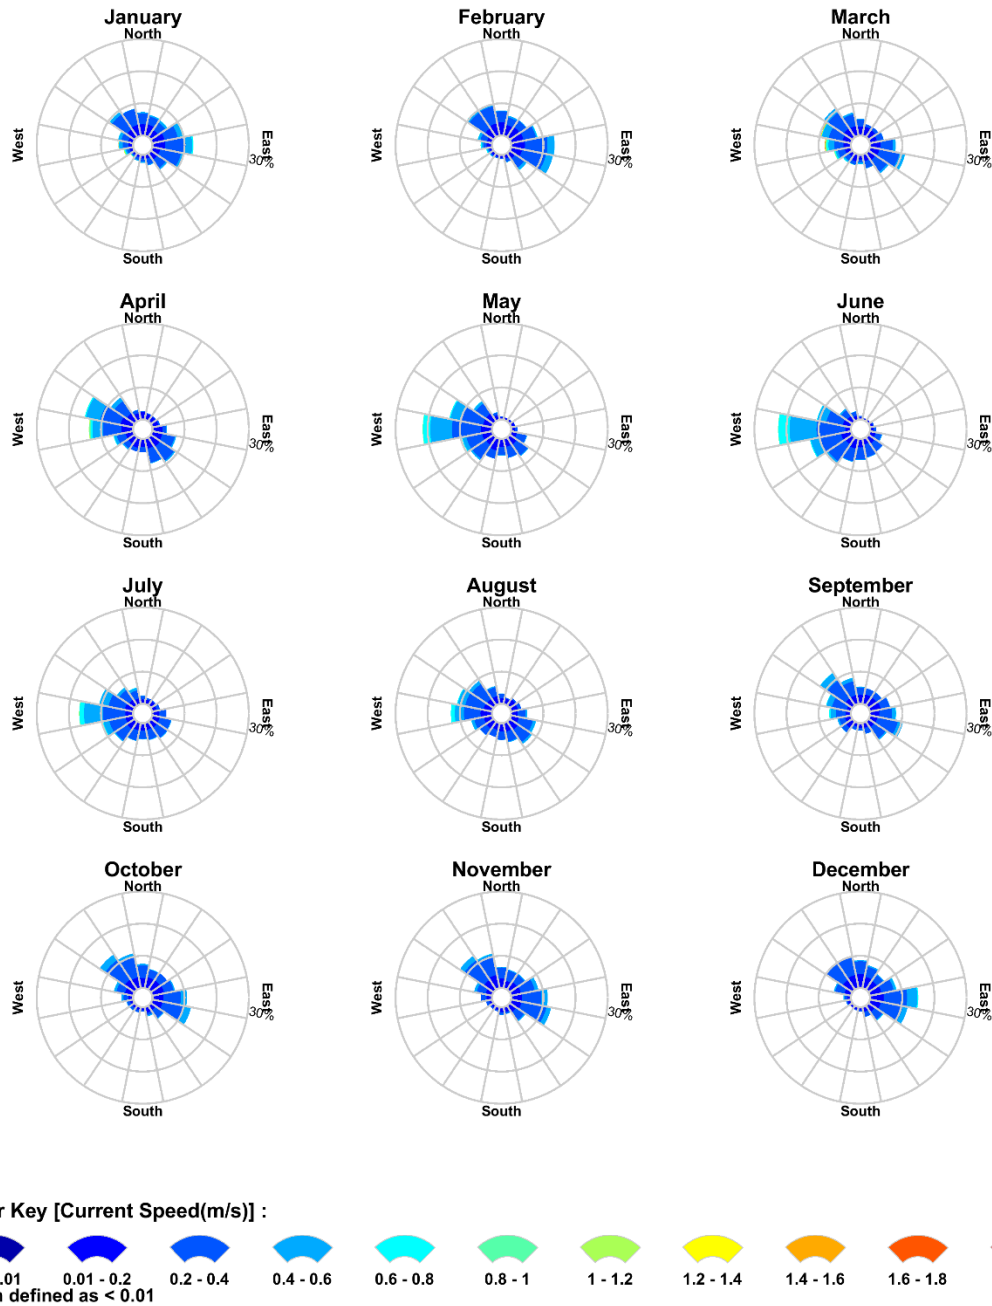 January
February
March
North
North
North
West
East
30%
West
East
30%
West
East
30%
South
South
South
April
May
June
North
North
North
West
East
30%
West
East
30%
West
East
30%
South
South
South
July
August
September
North
North
North
West
East
30%
West
East
30%
West
East
30%
South
South
South
October
November
December
North
North
North
West
East
30%
West
East
30%
West
East
30%
South
South
South
r Key [Current Speed(m/s)] :
.01 0.01 - 0.2 0.2 - 0.4 0.4 - 0.6 0.6 - 0.8 0.8 - 1 1 - 1.2 1.2 - 1.4 1.4 - 1.6 1.6 - 1.8
n defined as < 0.01